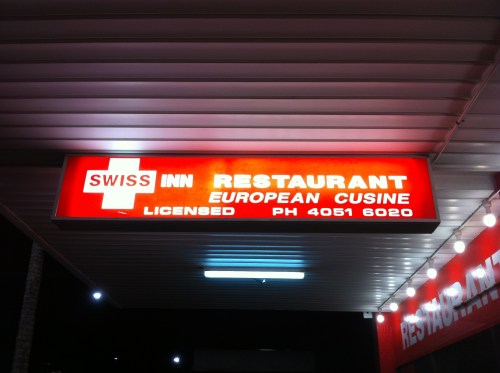 SWISS INN RESTAURANT
EUROPEAN CUSINE
LICENSED PH 4051 6020
RESTAURANT